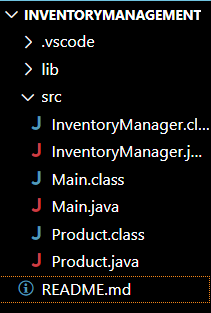 INVENTORYMANAGEMENT
.vscode
lib
src
InventoryManager.cl...
InventoryManager.j...
Main.class
Main.java
Product.class
Product.java
README.md